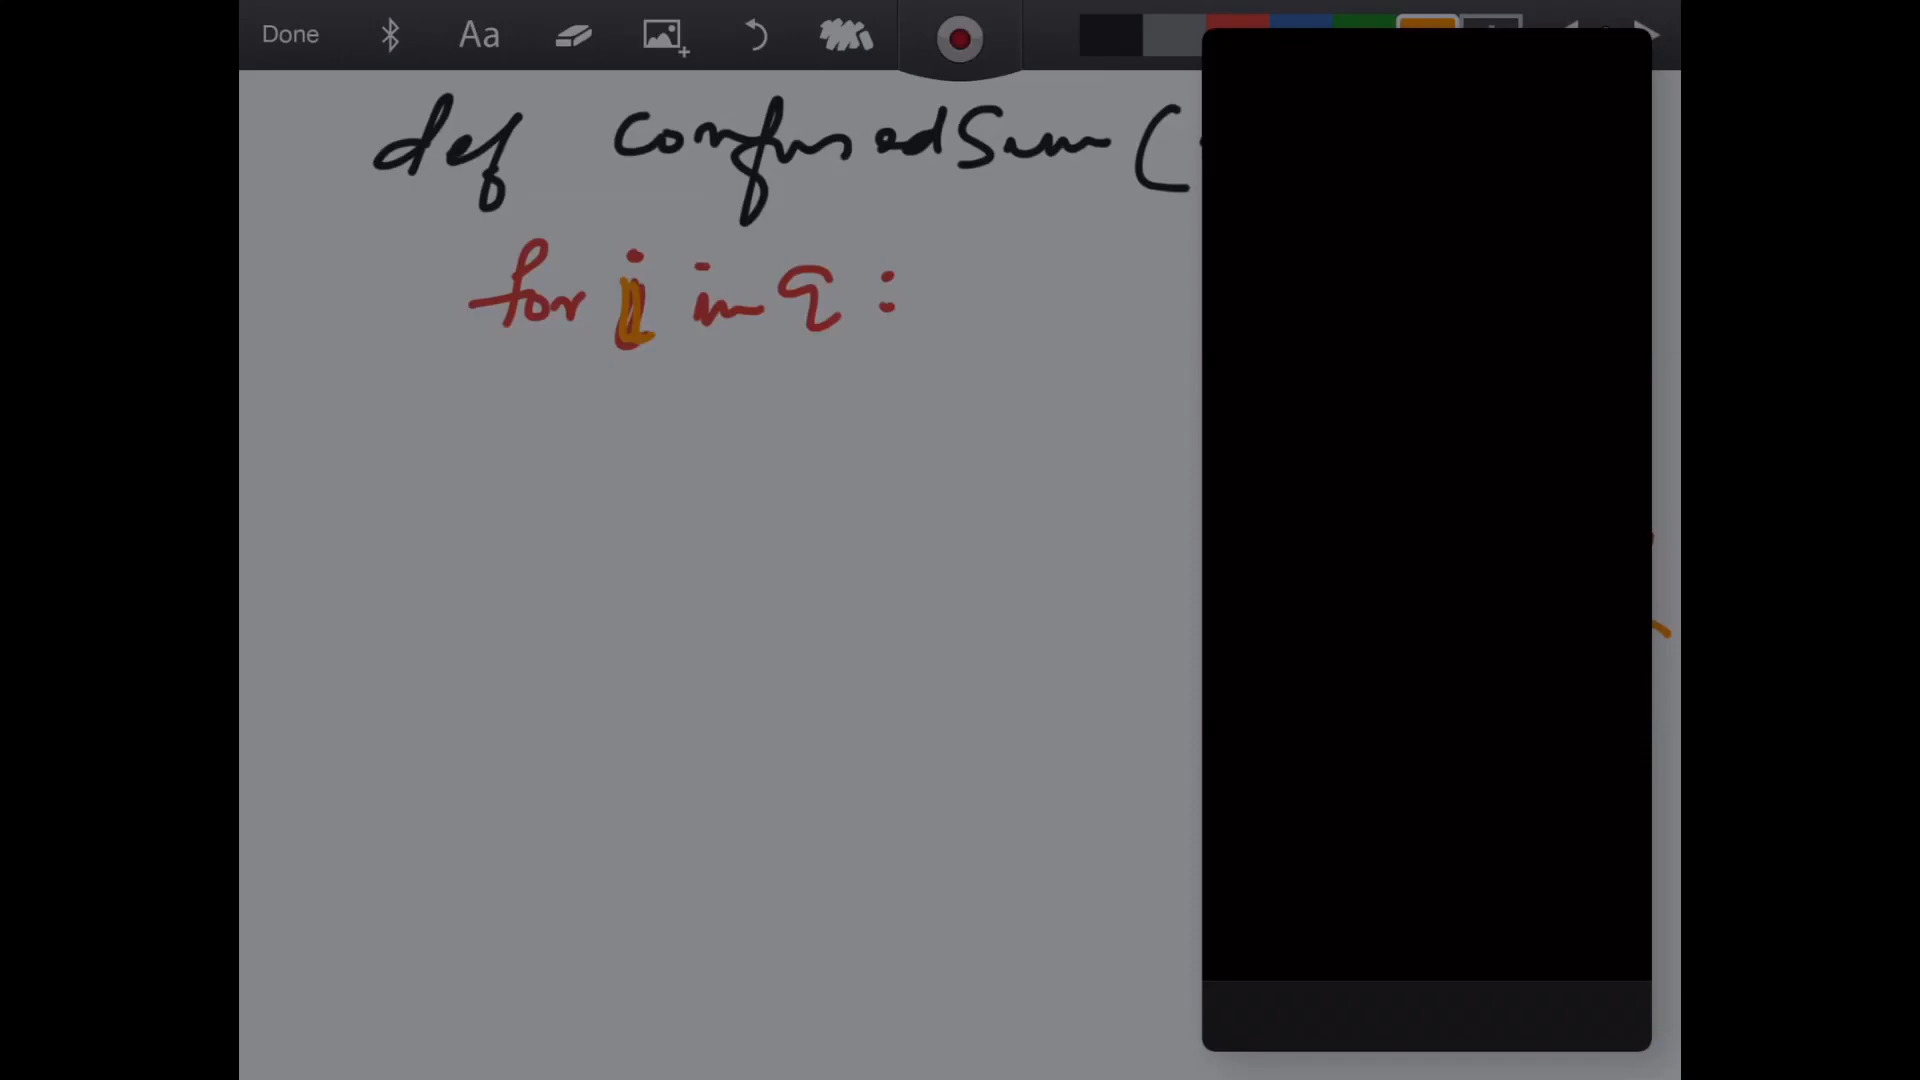 Done Aa
def confusedSum(
for i in q :